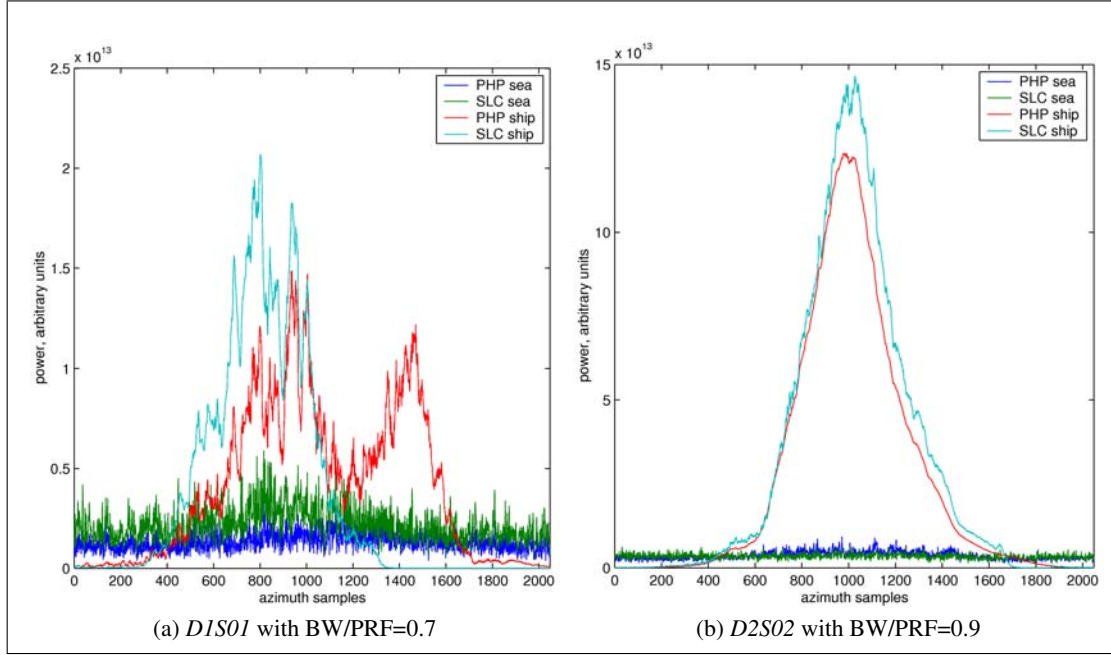 x 10^13
2.5
2
1.5
1
0.5
0
power, arbitrary units
0 200 400 600 800 1000 1200 1400 1600 1800 2000
azimuth samples
PHP sea
SLC sea
PHP ship
SLC ship
(a) D1S01 with BW/PRF=0.7
x 10^13
15
10
5
0
power, arbitrary units
0 200 400 600 800 1000 1200 1400 1600 1800 2000
azimuth samples
PHP sea
SLC sea
PHP ship
SLC ship
(b) D2S02 with BW/PRF=0.9